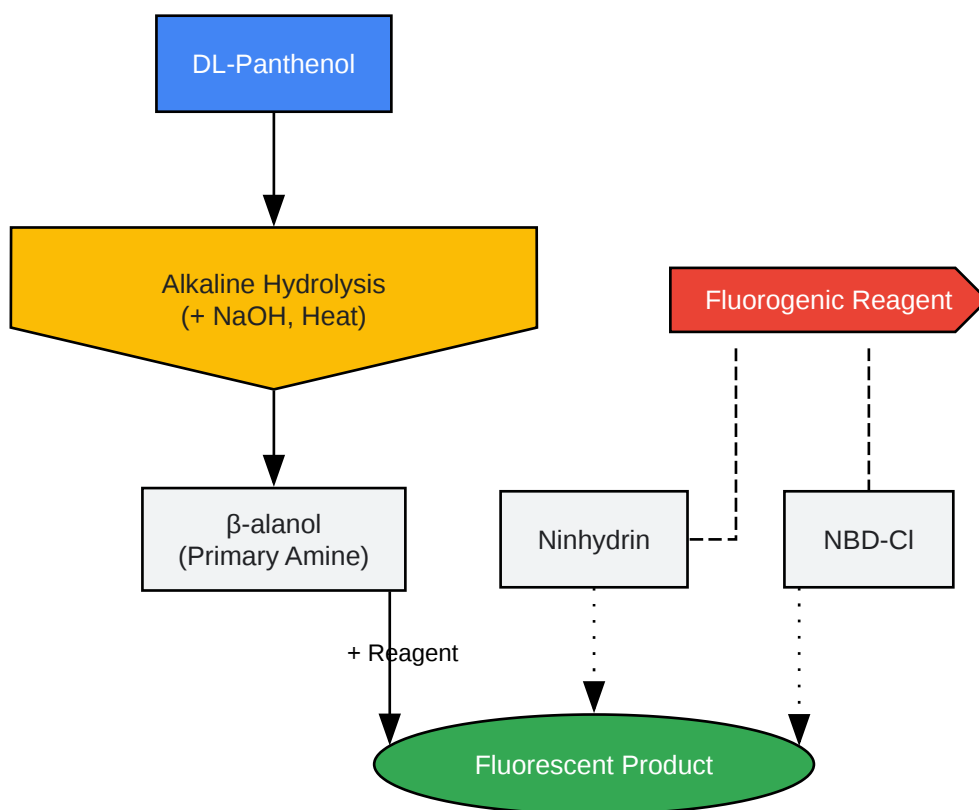 DL-Panthenol
Alkaline Hydrolysis
(+ NaOH, Heat)
Fluorogenic Reagent
β-alanol
(Primary Amine)
Ninhydrin
NBD-Cl
+ Reagent
Fluorescent Product